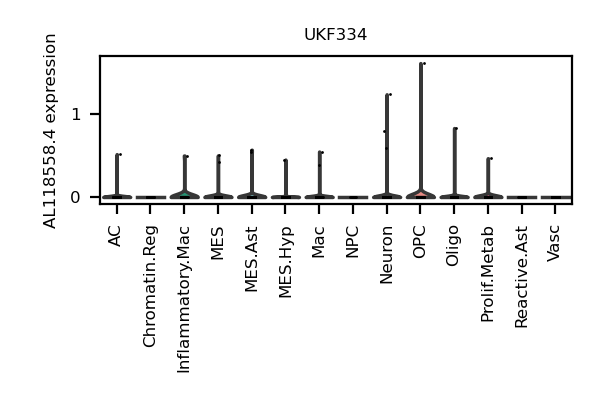 UKF334
AL118558.4 expression
1
0
AC
Chromatin.Reg
Inflammatory.Mac
MES
MES.Ast
MES.Hyp
Mac
NPC
Neuron
OPC
Oligo
Prolif.Metab
Reactive.Ast
Vasc